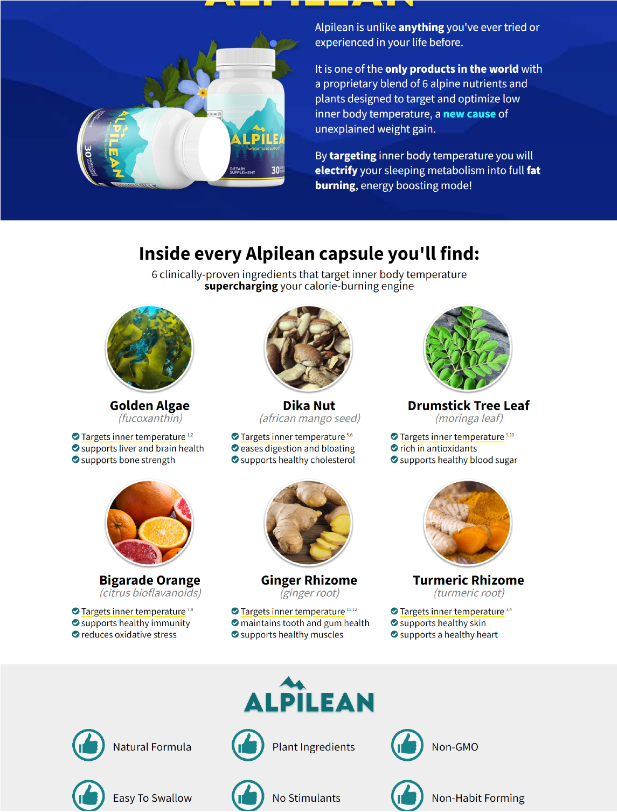 ALPILEAN
Alpilean is unlike anything you've ever tried or
experienced in your life before.
It is one of the only products in the world with
a proprietary blend of 6 alpine nutrients and
plants designed to target and optimize low
inner body temperature, a new cause of
unexplained weight gain.
By targeting inner body temperature you will
electrify your sleeping metabolism into full fat
burning, energy boosting mode!
ALPILEAN
30
ALPILEAN
DIETARY
SUPPLEMENT
30
Inside every Alpilean capsule you'll find:
6 clinically-proven ingredients that target inner body temperature
supercharging your calorie-burning engine
Golden Algae
(fucoxanthin)
Targets inner temperature 1,2
supports liver and brain health
supports bone strength
Dika Nut
(african mango seed)
Targets inner temperature 5,6
eases digestion and bloating
supports healthy cholesterol
Drumstick Tree Leaf
(moringa leaf)
Targets inner temperature
rich in antioxidants
supports healthy blood sugar
Bigarade Orange
(citrus bioflavanoids)
Targets inner temperature
supports healthy immunity
reduces oxidative stress
Ginger Rhizome
(ginger root)
Targets inner temperature 11,12
maintains tooth and gum health
supports healthy muscles
Turmeric Rhizome
(turmeric root)
Targets inner temperature
supports healthy skin
supports a healthy heart
ALPILEAN
Natural Formula
Plant Ingredients
Non-GMO
Easy To Swallow
No Stimulants
Non-Habit Forming